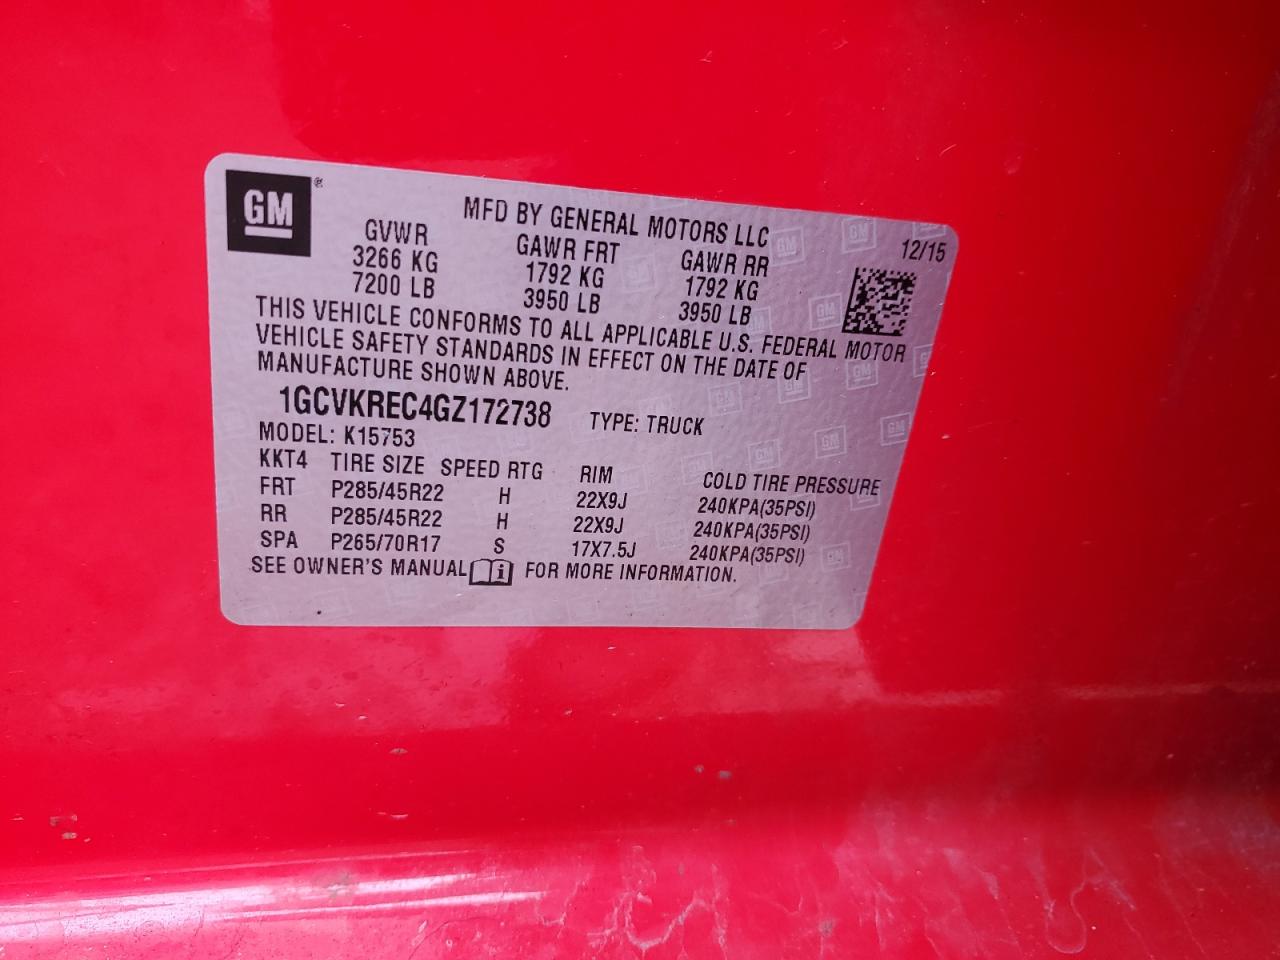 GM®
MFD BY GENERAL MOTORS LLC
12/15
GVWR GAWR FRT GAWR RR
3266 KG 1792 KG 1792 KG
7200 LB 3950 LB 3950 LB
THIS VEHICLE CONFORMS TO ALL APPLICABLE U.S. FEDERAL MOTOR
VEHICLE SAFETY STANDARDS IN EFFECT ON THE DATE OF
MANUFACTURE SHOWN ABOVE.
1GCVKREC4GZ172738 TYPE: TRUCK
MODEL: K15753
KKT4 TIRE SIZE SPEED RTG RIM COLD TIRE PRESSURE
FRT P285/45R22 H 22X9J 240KPA(35PSI)
RR P285/45R22 H 22X9J 240KPA(35PSI)
SPA P265/70R17 S 17X7.5J 240KPA(35PSI)
SEE OWNER'S MANUAL i FOR MORE INFORMATION.